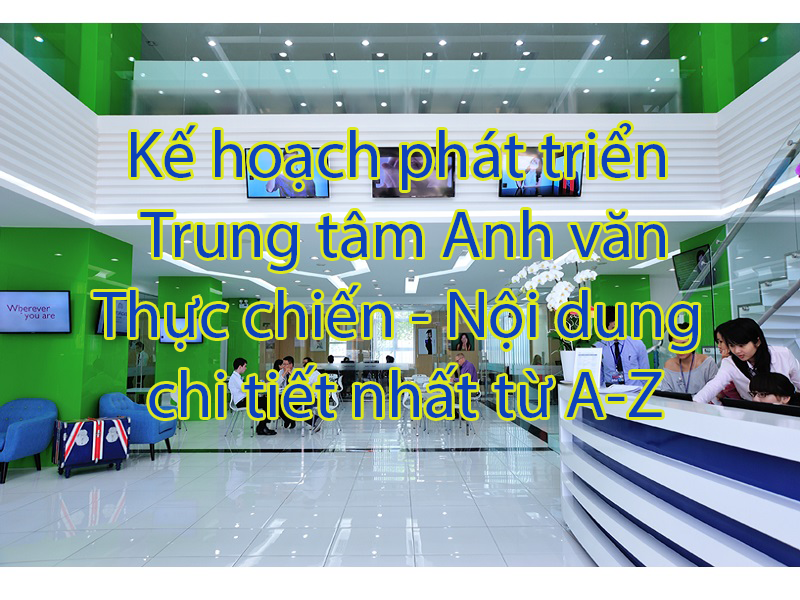 Kế hoạch phát triển
Trung tâm Anh văn
Thực chiến - Nội dung
chi tiết nhất từ A-Z
Wherever
you are